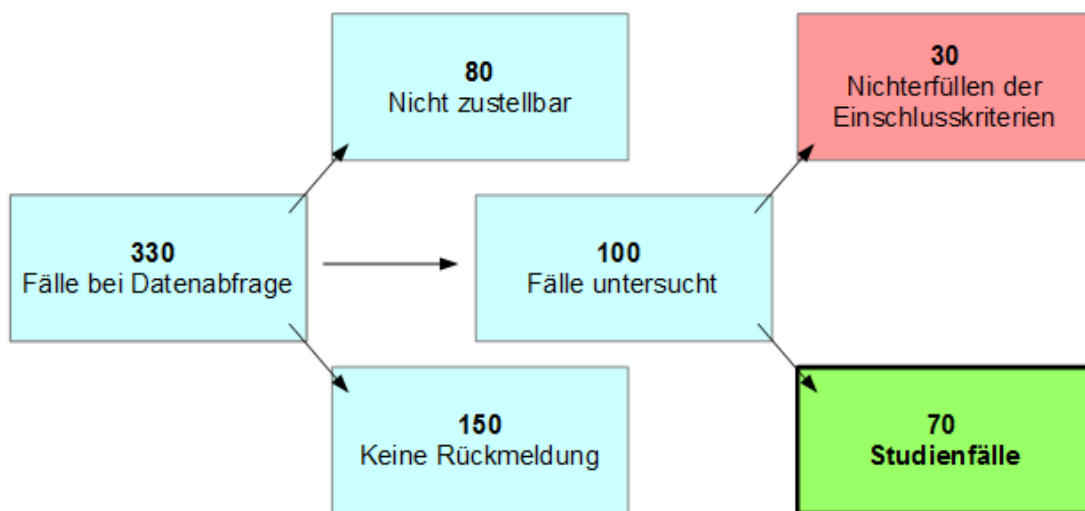 80
Nicht zustellbar
30
Nichterfüllen der
Einschlusskriterien
330
Fälle bei Datenabfrage
100
Fälle untersucht
150
Keine Rückmeldung
70
Studienfälle